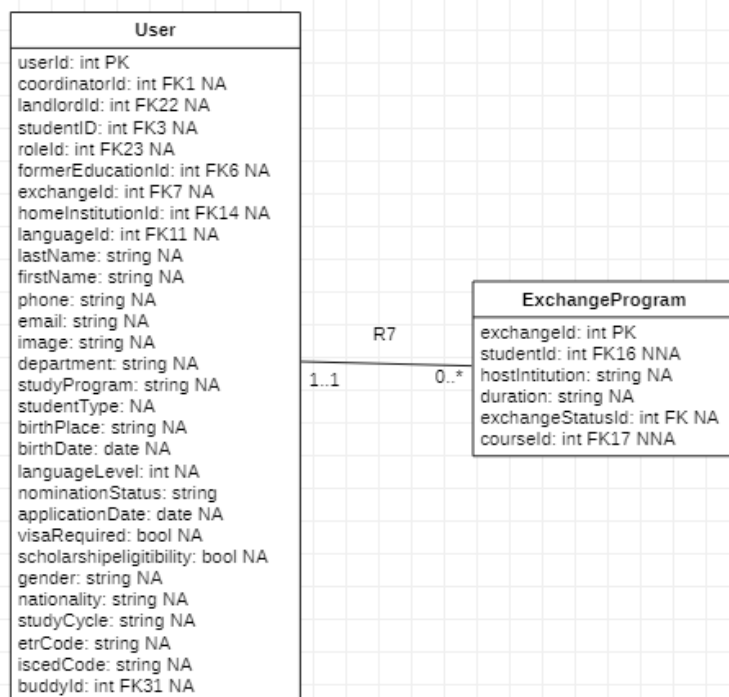 User
userId: int PK
coordinatorId: int FK1 NA
landlordId: int FK22 NA
studentID: int FK3 NA
roleId: int FK23 NA
formerEducationId: int FK6 NA
exchangeId: int FK7 NA
homeInstitutionId: int FK14 NA
languageId: int FK11 NA
lastName: string NA
firstName: string NA
phone: string NA
email: string NA
image: string NA
department: string NA
studyProgram: string NA
studentType: NA
birthPlace: string NA
birthDate: date NA
languageLevel: int NA
nominationStatus: string
applicationDate: date NA
visaRequired: bool NA
scholarshipeligitibility: bool NA
gender: string NA
nationality: string NA
studyCycle: string NA
etrCode: string NA
iscedCode: string NA
buddyId: int FK31 NA
R7
1..1
0..*
ExchangeProgram
exchangeId: int PK
studentId: int FK16 NNA
hostIntitution: string NA
duration: string NA
exchangeStatusId: int FK NA
courseId: int FK17 NNA